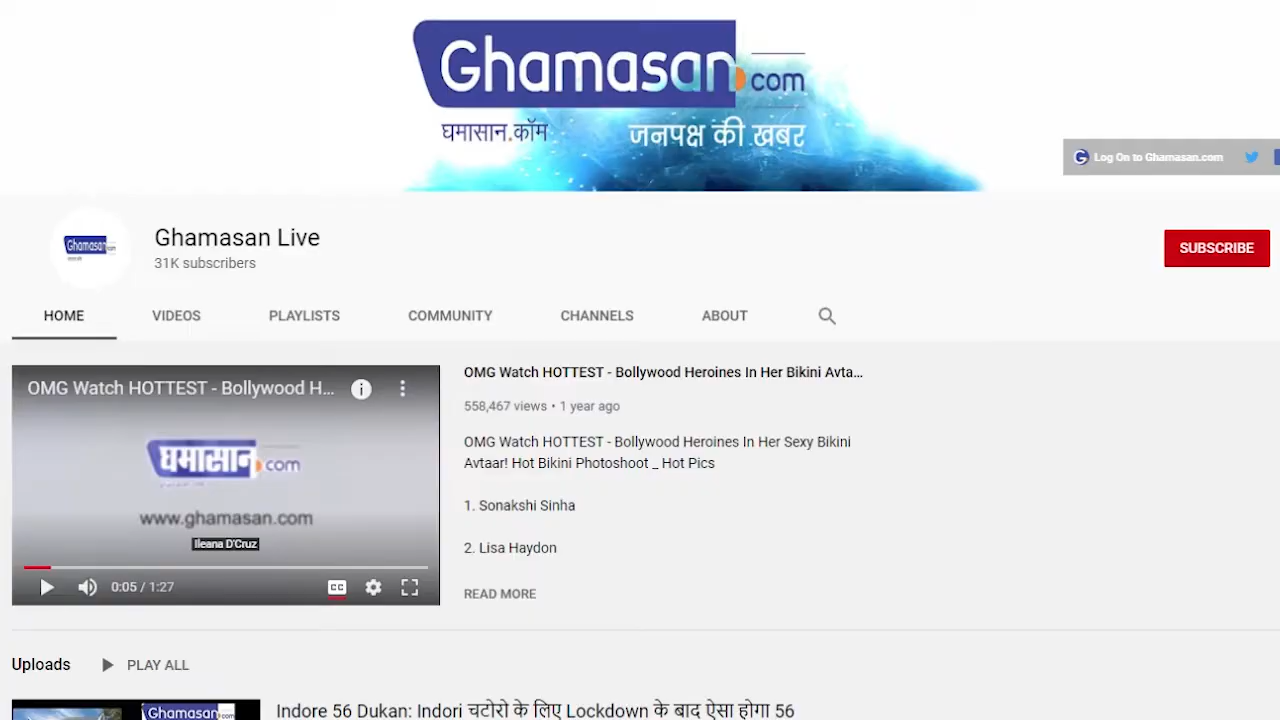 Ghamasan.com
घमासान.कॉम
जनपक्ष की खबर
Log On to Ghamasan.com
Ghamasan
Ghamasan Live
31K subscribers
SUBSCRIBE
HOME
VIDEOS
PLAYLISTS
COMMUNITY
CHANNELS
ABOUT
OMG Watch HOTTEST - Bollywood H...
घमासान.com
www.ghamasan.com
Ileana D'Cruz
0:05 / 1:27
CC
OMG Watch HOTTEST - Bollywood Heroines In Her Bikini Avta...
558,467 views • 1 year ago
OMG Watch HOTTEST - Bollywood Heroines In Her Sexy Bikini
Avtaar! Hot Bikini Photoshoot _ Hot Pics
1. Sonakshi Sinha
2. Lisa Haydon
READ MORE
Uploads
PLAY ALL
Ghamasan.com
Indore 56 Dukan: Indori चटोरो के लिए Lockdown के बाद ऐसा होगा 56